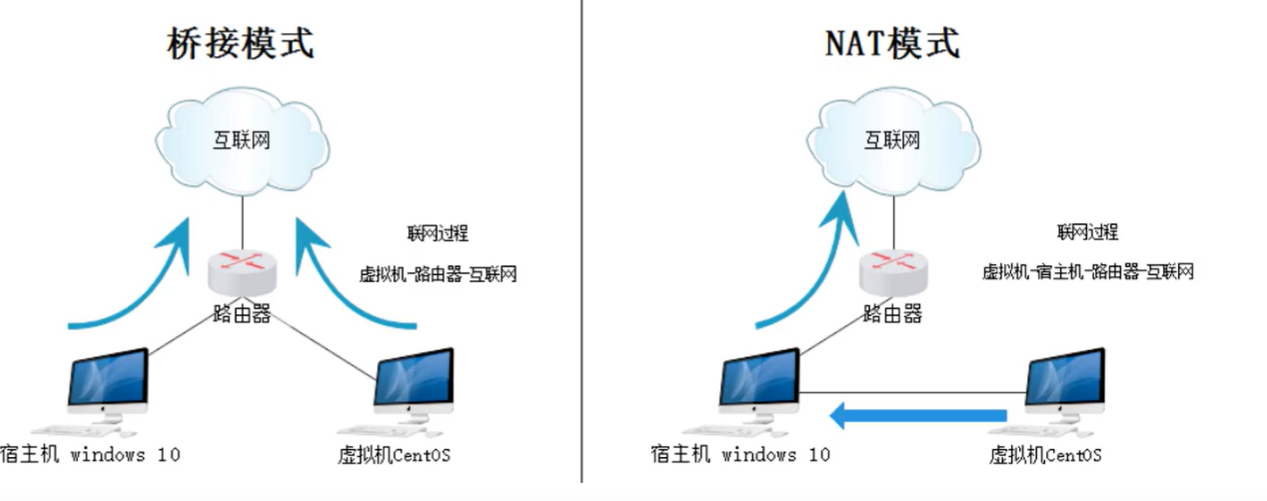 桥接模式
互联网
联网过程
虚拟机-路由器-互联网
路由器
宿主机 windows 10
虚拟机CentOS
NAT模式
互联网
联网过程
虚拟机-宿主机-路由器-互联网
路由器
宿主机 windows 10
虚拟机CentOS